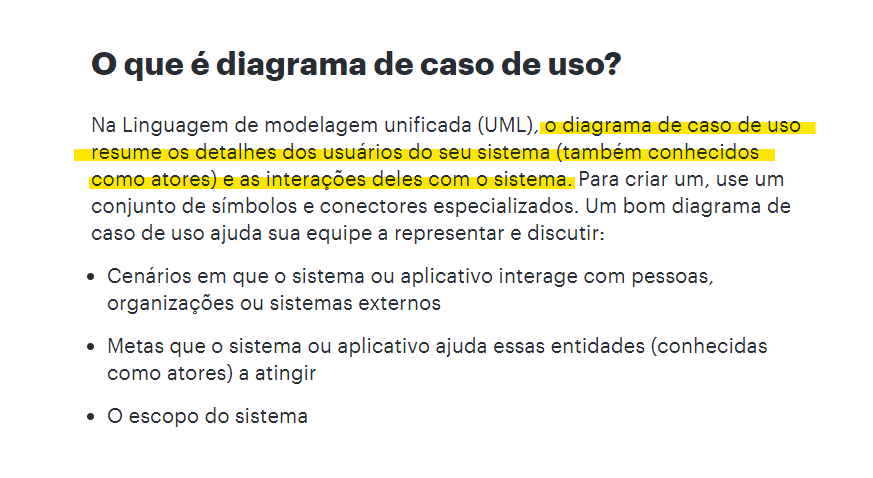 O que é diagrama de caso de uso?
Na Linguagem de modelagem unificada (UML), o diagrama de caso de uso
resume os detalhes dos usuários do seu sistema (também conhecidos
como atores) e as interações deles com o sistema. Para criar um, use um
conjunto de símbolos e conectores especializados. Um bom diagrama de
caso de uso ajuda sua equipe a representar e discutir:
• Cenários em que o sistema ou aplicativo interage com pessoas,
organizações ou sistemas externos
• Metas que o sistema ou aplicativo ajuda essas entidades (conhecidas
como atores) a atingir
• O escopo do sistema